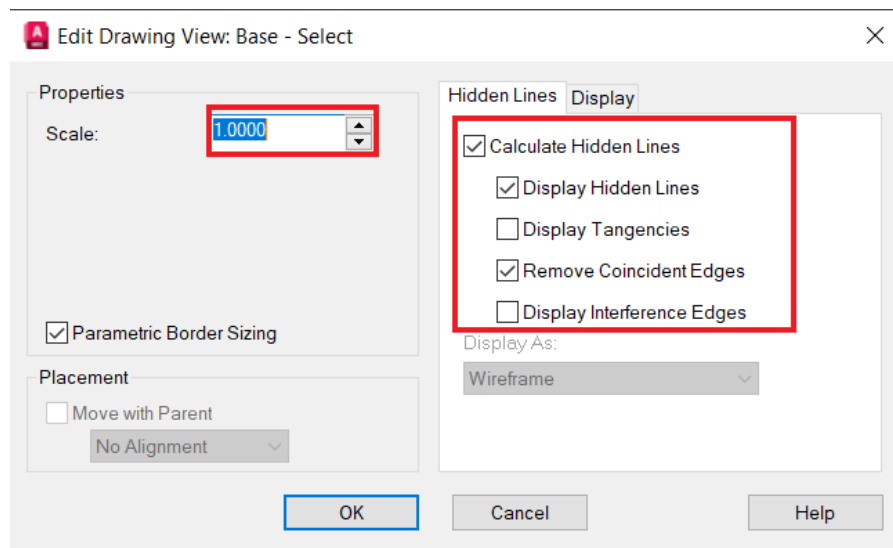 Edit Drawing View: Base - Select
Properties
Scale:
1.0000
Parametric Border Sizing
Placement
Move with Parent
No Alignment
Hidden Lines
Display
Calculate Hidden Lines
Display Hidden Lines
Display Tangencies
Remove Coincident Edges
Display Interference Edges
Display As:
Wireframe
OK
Cancel
Help